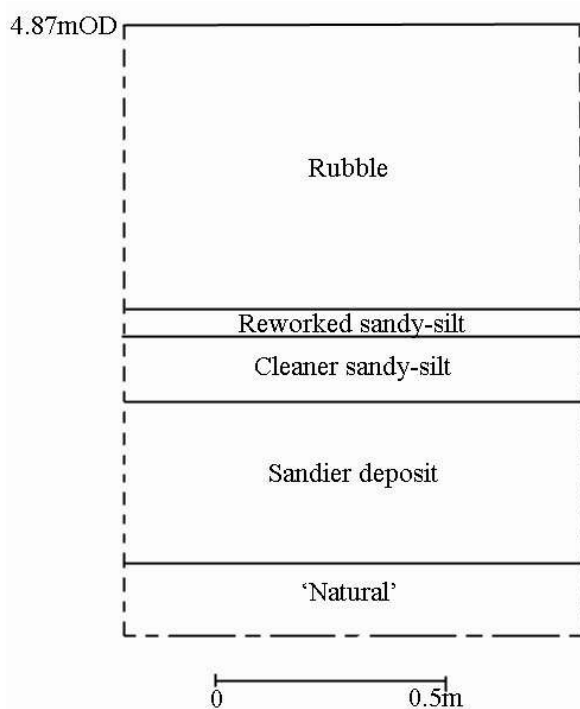 4.87mOD
Rubble
Reworked sandy-silt
Cleaner sandy-silt
Sandier deposit
‘Natural’
0 0.5m